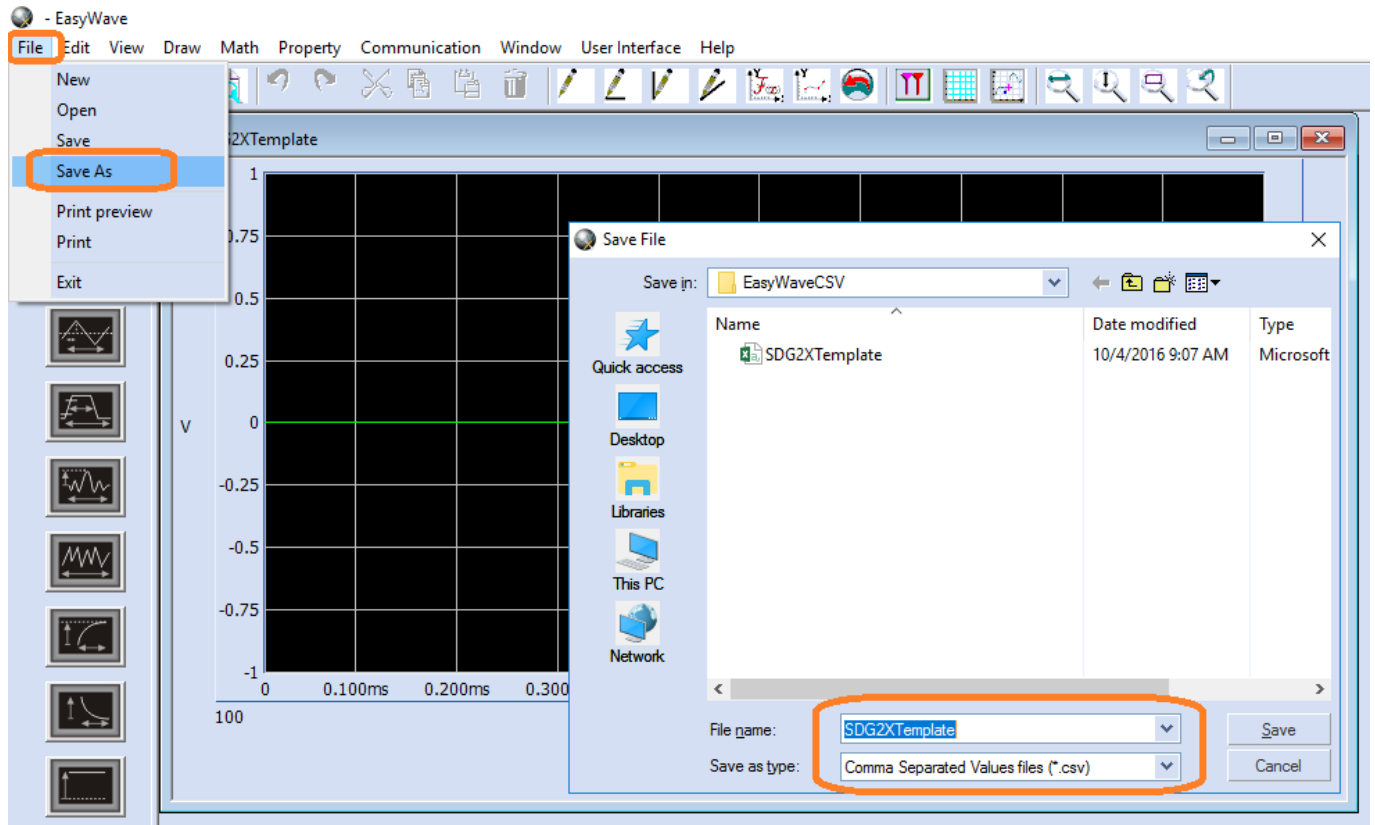 - EasyWave
File Edit View Draw Math Property Communication Window User Interface Help
New
Open
Save
Save As
Print preview
Print
Exit
2XTemplate
1
0.75
0.5
0.25
0
-0.25
-0.5
-0.75
-1
V
0 0.100ms 0.200ms 0.300
100
Save File
Save in: EasyWaveCSV
Name Date modified Type
SDG2XTemplate 10/4/2016 9:07 AM Microsoft
Quick access
Desktop
Libraries
This PC
Network
File name: SDG2XTemplate Save
Save as type: Comma Separated Values files (*.csv) Cancel